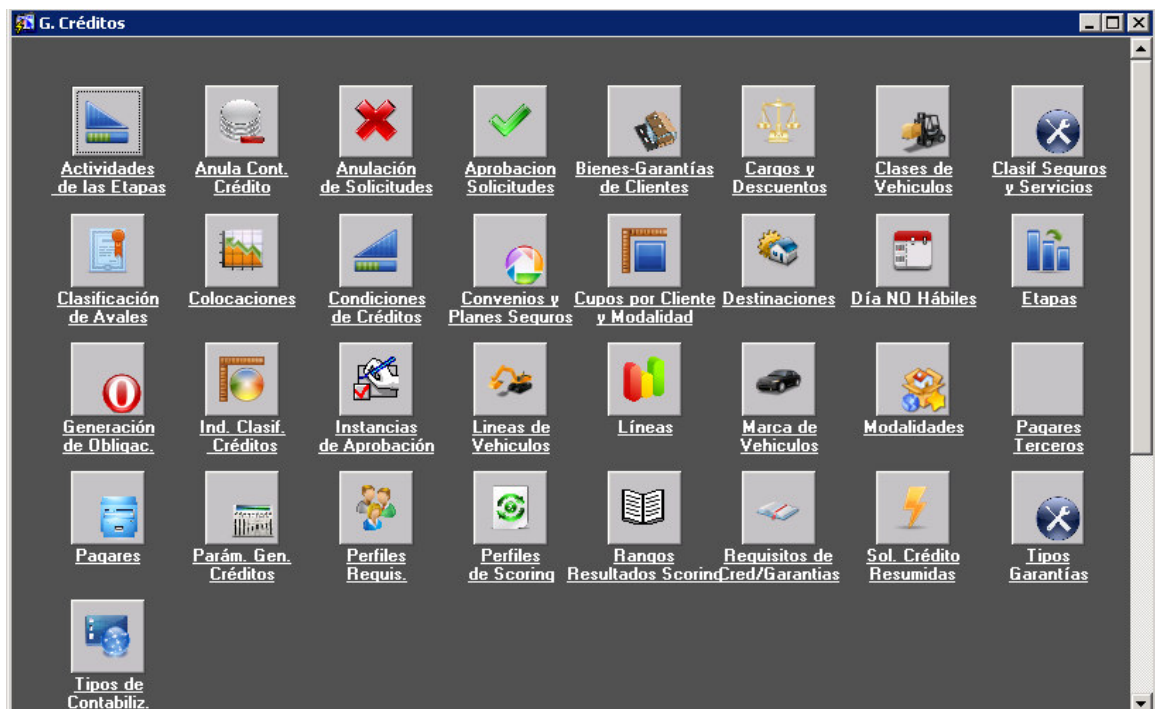 G. Créditos
Actividades
de las Etapas
Anula Cont.
Crédito
Anulación
de Solicitudes
Aprobacion
Solicitudes
Bienes-Garantías
de Clientes
Cargos y
Descuentos
Clases de
Vehiculos
Clasif Seguros
y Servicios
Clasificación
de Avales
Colocaciones
Condiciones
de Créditos
Convenios y
Planes Seguros
Cupos por Cliente
y Modalidad
Destinaciones
Día NO Hábiles
Etapas
Generación
de Obligac.
Ind. Clasif.
Créditos
Instancias
de Aprobación
Lineas de
Vehiculos
Líneas
Marca de
Vehiculos
Modalidades
Pagares
Terceros
Pagares
Parám. Gen.
Créditos
Perfiles
Requis.
Perfiles
de Scoring
Rangos
Resultados Scoring
Requisitos de
Cred/Garantias
Sol. Crédito
Resumidas
Tipos
Garantías
Tipos de
Contabiliz.